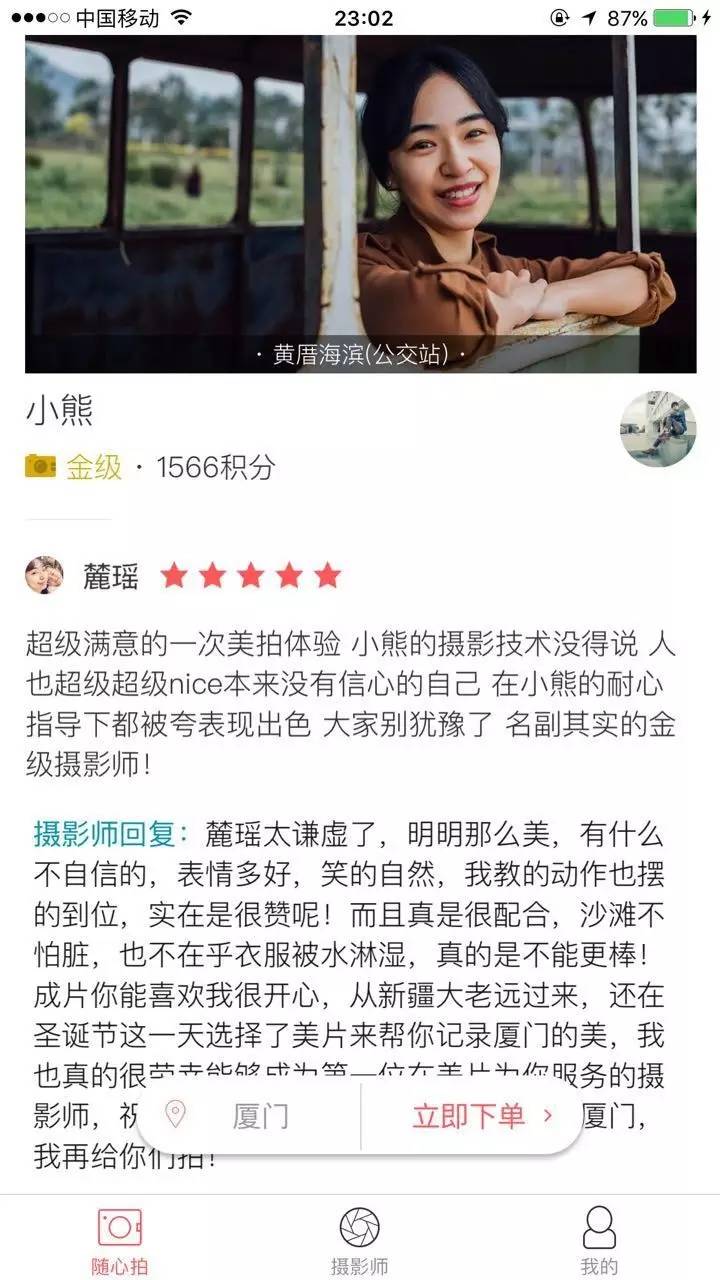 中国移动
23:02
87%
· 黄厝海滨(公交站) ·
小熊
金级 · 1566积分
麓瑶
超级满意的一次美拍体验 小熊的摄影技术没得说 人
也超级超级nice本来没有信心的自己 在小熊的耐心
指导下都被夸表现出色 大家别犹豫了 名副其实的金
级摄影师！
摄影师回复：麓瑶太谦虚了，明明那么美，有什么
不自信的，表情多好，笑的自然，我教的动作也摆
的到位，实在是很赞呢！而且真是很配合，沙滩不
怕脏，也不在乎衣服被水淋湿，真的是不能更棒！
成片你能喜欢我很开心，从新疆大老远过来，还在
圣诞节这一天选择了美片来帮你记录厦门的美，我
也真的很荣幸能够成为第一位在美片为你服务的摄
影师，祝
厦门，
我再给你们拍！
厦门
立即下单 ›
随心拍
摄影师
我的